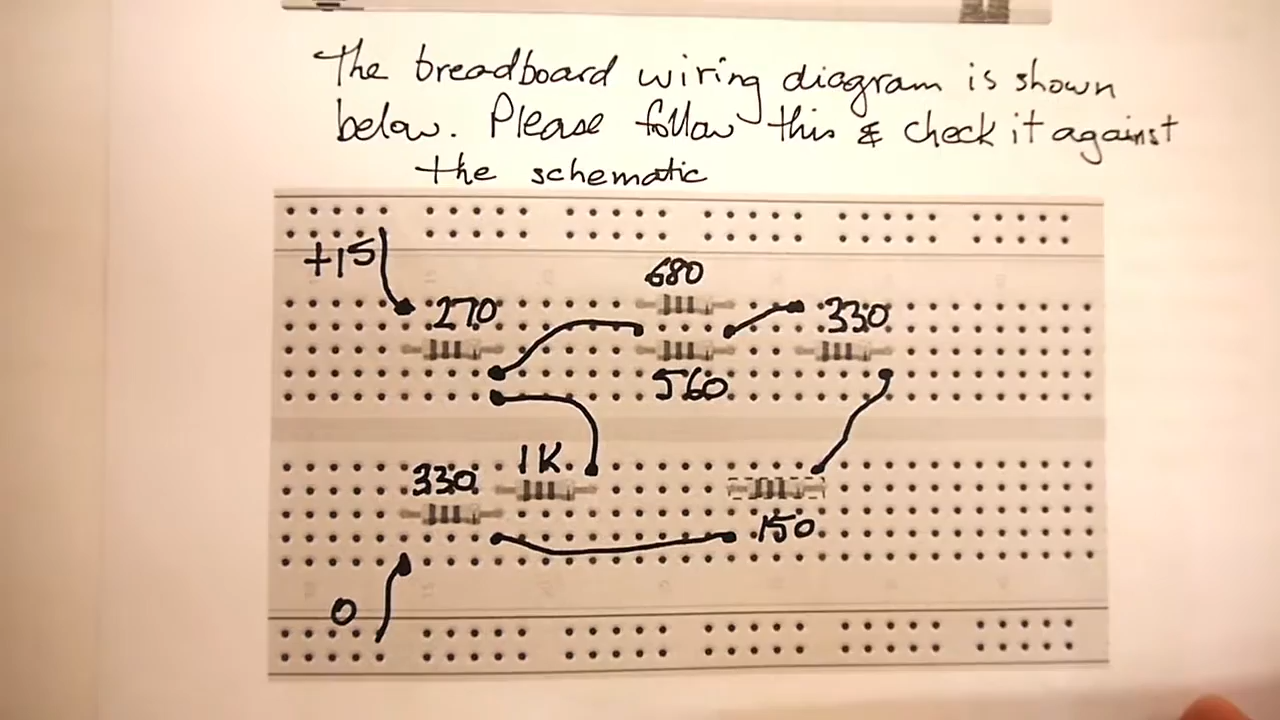 The breadboard wiring diagram is shown
below. Please follow this & check it against
the schematic
+15
680
270
330
560
1K
330
150
0